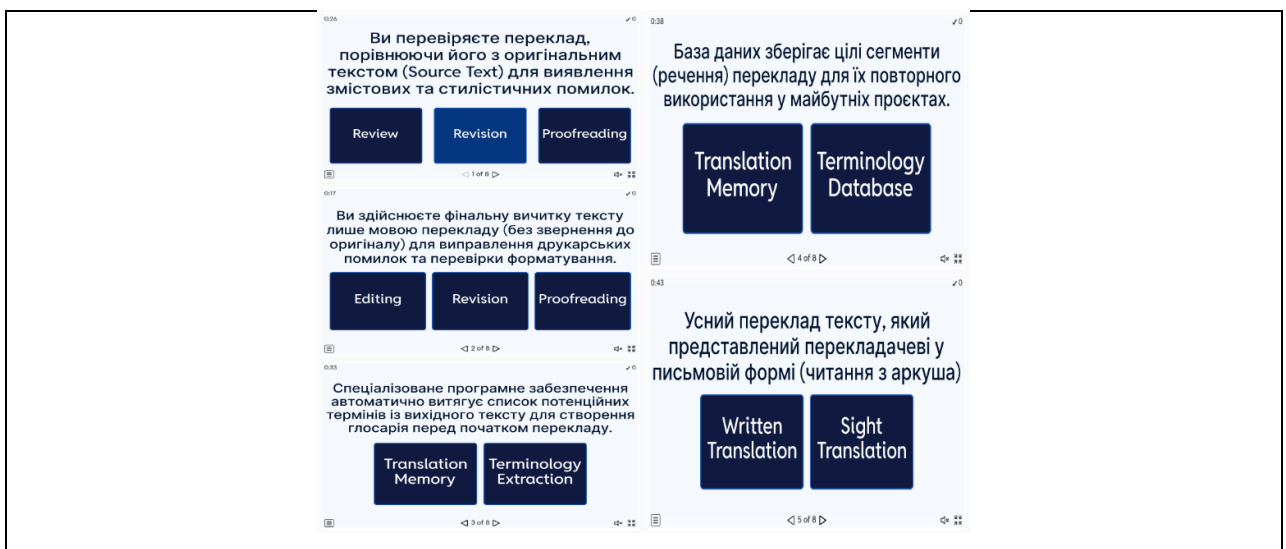 0:26 ✓0
Ви перевіряєте переклад,
порівнюючи його з оригінальним
текстом (Source Text) для виявлення
змістових та стилістичних помилок.
Review Revision Proofreading
1 of 8
0:17 ✓0
Ви здійснюєте фінальну вичитку тексту
лише мовою перекладу (без звернення до
оригіналу) для виправлення друкарських
помилок та перевірки форматування.
Editing Revision Proofreading
2 of 8
0:33 ✓0
Спеціалізоване програмне забезпечення
автоматично витягує список потенційних
термінів із вихідного тексту для створення
глосарія перед початком перекладу.
Translation Terminology
Memory Extraction
3 of 8
0:38 ✓0
База даних зберігає цілі сегменти
(речення) перекладу для їх повторного
використання у майбутніх проєктах.
Translation Terminology
Memory Database
4 of 8
0:43 ✓0
Усний переклад тексту, який
представлений перекладачеві у
письмовій формі (читання з аркуша)
Written Sight
Translation Translation
5 of 8